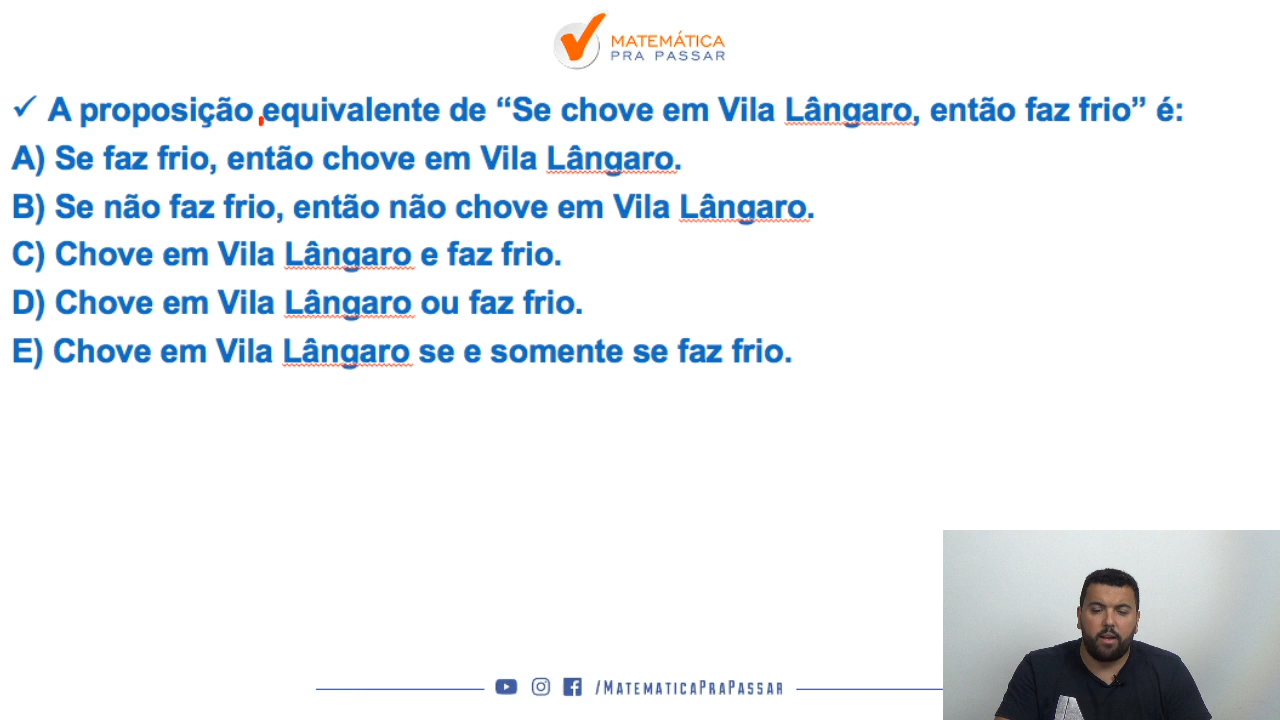 MATEMÁTICA
PRA PASSAR
✓ A proposição equivalente de “Se chove em Vila Lângaro, então faz frio” é:
A) Se faz frio, então chove em Vila Lângaro.
B) Se não faz frio, então não chove em Vila Lângaro.
C) Chove em Vila Lângaro e faz frio.
D) Chove em Vila Lângaro ou faz frio.
E) Chove em Vila Lângaro se e somente se faz frio.
/MATEMATICAPRAPASSAR